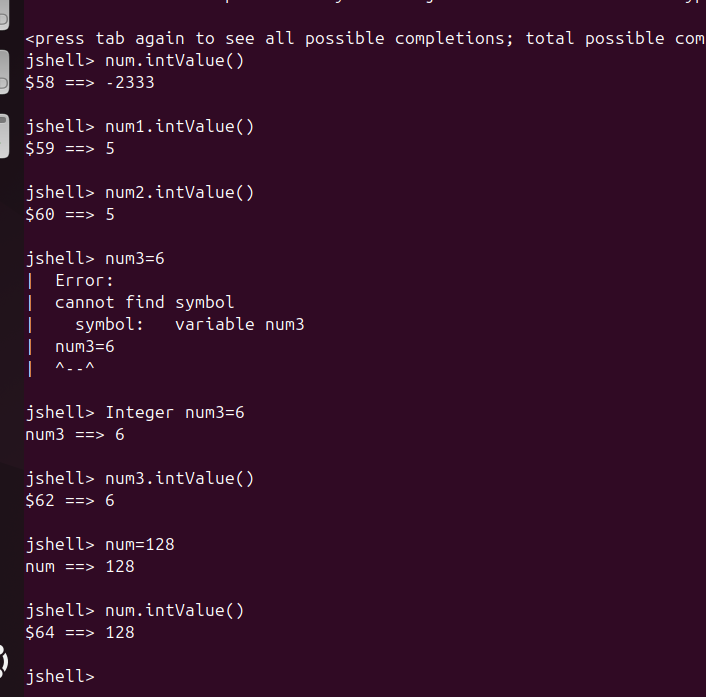 <press tab again to see all possible completions; total possible com
jshell> num.intValue()
$58 ==> -2333
jshell> num1.intValue()
$59 ==> 5
jshell> num2.intValue()
$60 ==> 5
jshell> num3=6
|  Error:
|  cannot find symbol
|    symbol:   variable num3
|  num3=6
|  ^--^
jshell> Integer num3=6
num3 ==> 6
jshell> num3.intValue()
$62 ==> 6
jshell> num=128
num ==> 128
jshell> num.intValue()
$64 ==> 128
jshell>